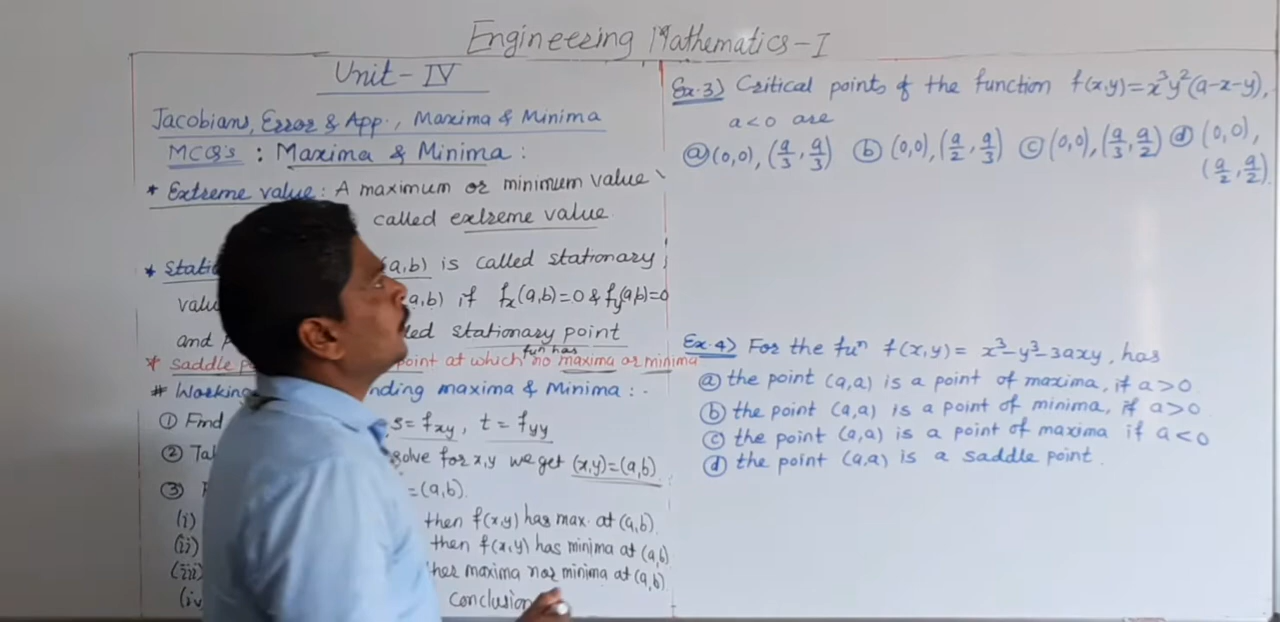 Engineering Mathematics-I
Unit-IV
Jacobians, Error & App., Maxima & Minima
MCQ's : Maxima & Minima :
* Extreme value : A maximum or minimum value
called extreme value.
* (a,b) is called stationary
a,b) if fx(a,b)=0 & fy(a,b)=0
and stationary point
fuⁿ has
* saddle point at which no maxima or minima
# Working maxima & Minima :-
① Find s = fxy, t = fyy
② solve for x,y we get (x,y)=(a,b)
③ =(a,b).
(i) then f(x,y) has max. at (a,b).
(ii) then f(x,y) has minima at (a,b)
(iii) maxima nor minima at (a,b)
(iv conclusion
Ex.3) Critical points of the function f(x,y)=x³y²(a-x-y),
a<0 are
ⓐ (0,0), (a/3, a/3) ⓑ (0,0), (a/2, a/3) ⓒ (0,0), (a/3, a/2) ⓓ (0,0),
(a/2, a/2)
Ex.4) For the fuⁿ f(x,y) = x³-y³-3axy, has
ⓐ the point (a,a) is a point of maxima, if a>0
ⓑ the point (a,a) is a point of minima, if a>0
ⓒ the point (a,a) is a point of maxima if a<0
ⓓ the point (a,a) is a saddle point.